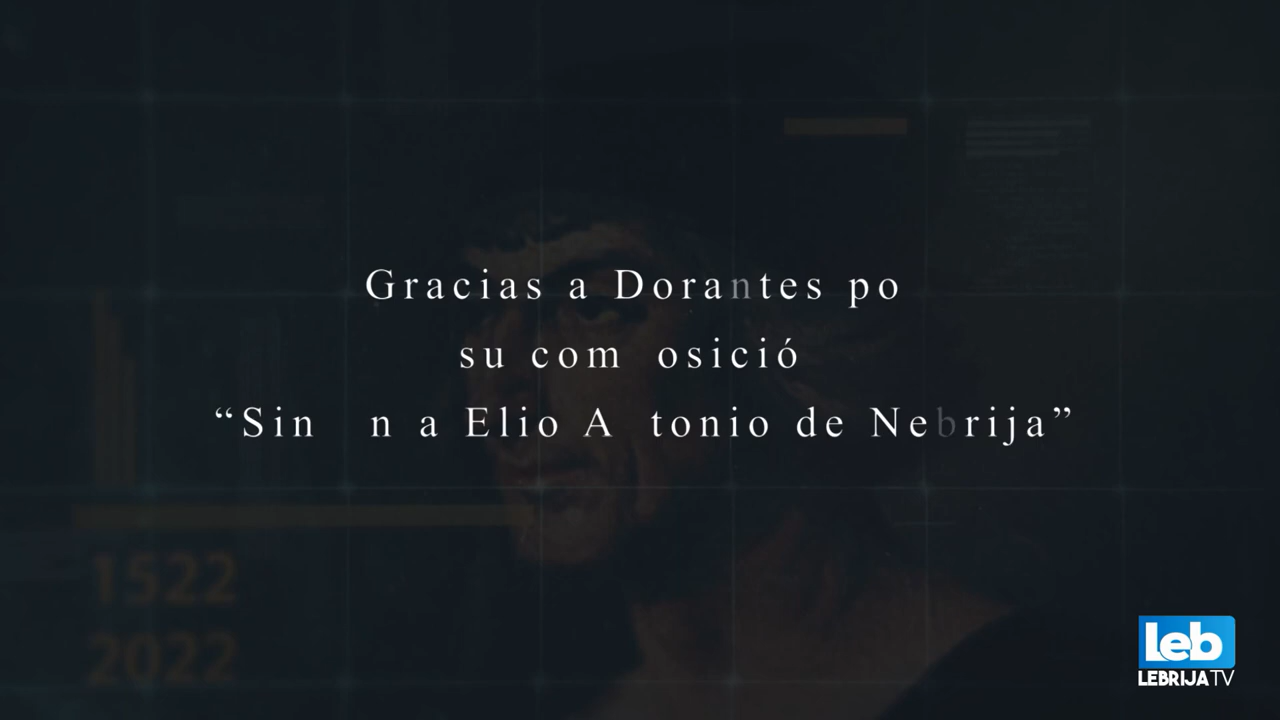 Gracias a Dorantes po
su com osició
“Sin n a Elio A tonio de Nebrija”
1522
2022
leb
LEBRIJA TV